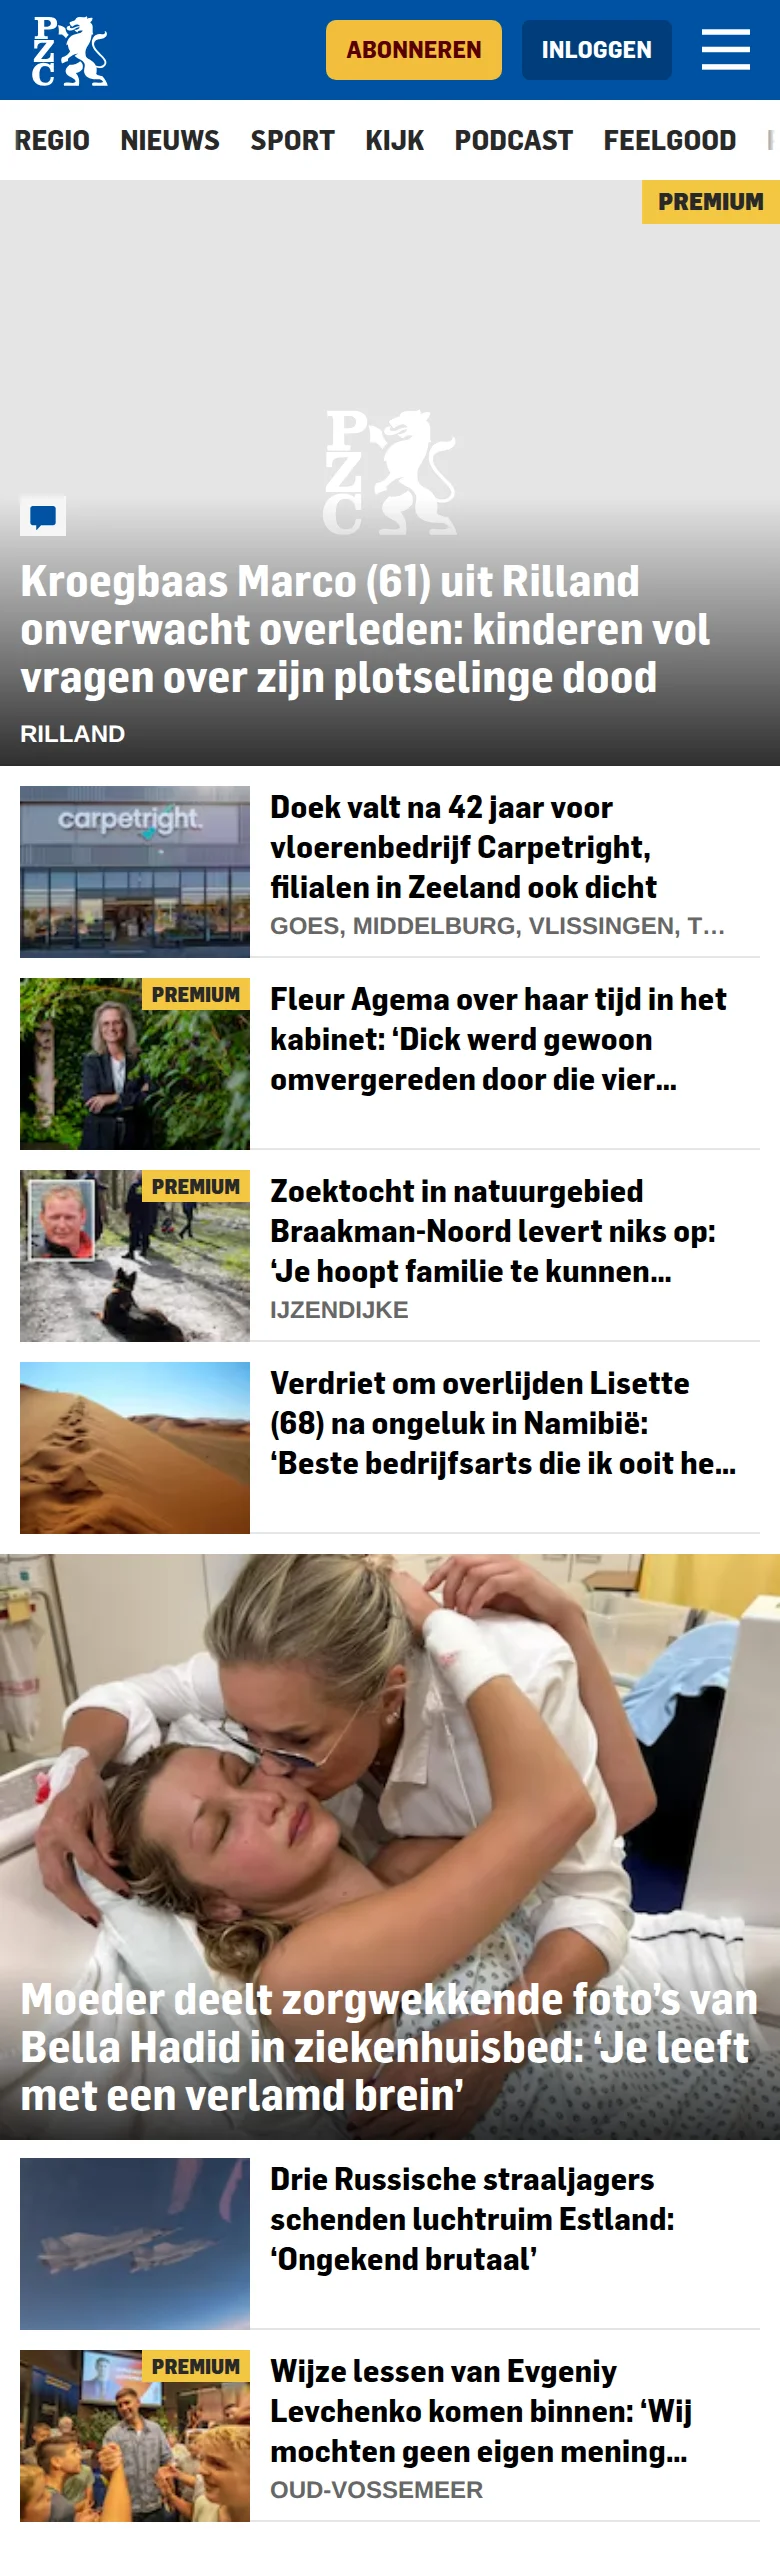 PZC
ABONNEREN
INLOGGEN
REGIO NIEUWS SPORT KIJK PODCAST FEELGOOD
PREMIUM
PZC
Kroegbaas Marco (61) uit Rilland
onverwacht overleden: kinderen vol
vragen over zijn plotselinge dood
RILLAND
carpetright.
Doek valt na 42 jaar voor
vloerenbedrijf Carpetright,
filialen in Zeeland ook dicht
GOES, MIDDELBURG, VLISSINGEN, T…
PREMIUM
Fleur Agema over haar tijd in het
kabinet: ‘Dick werd gewoon
omvergereden door die vier…
PREMIUM
Zoektocht in natuurgebied
Braakman-Noord levert niks op:
‘Je hoopt familie te kunnen…
IJZENDIJKE
Verdriet om overlijden Lisette
(68) na ongeluk in Namibië:
‘Beste bedrijfsarts die ik ooit he…
Moeder deelt zorgwekkende foto’s van
Bella Hadid in ziekenhuisbed: ‘Je leeft
met een verlamd brein’
Drie Russische straaljagers
schenden luchtruim Estland:
‘Ongekend brutaal’
PREMIUM
Wijze lessen van Evgeniy
Levchenko komen binnen: ‘Wij
mochten geen eigen mening…
OUD-VOSSEMEER